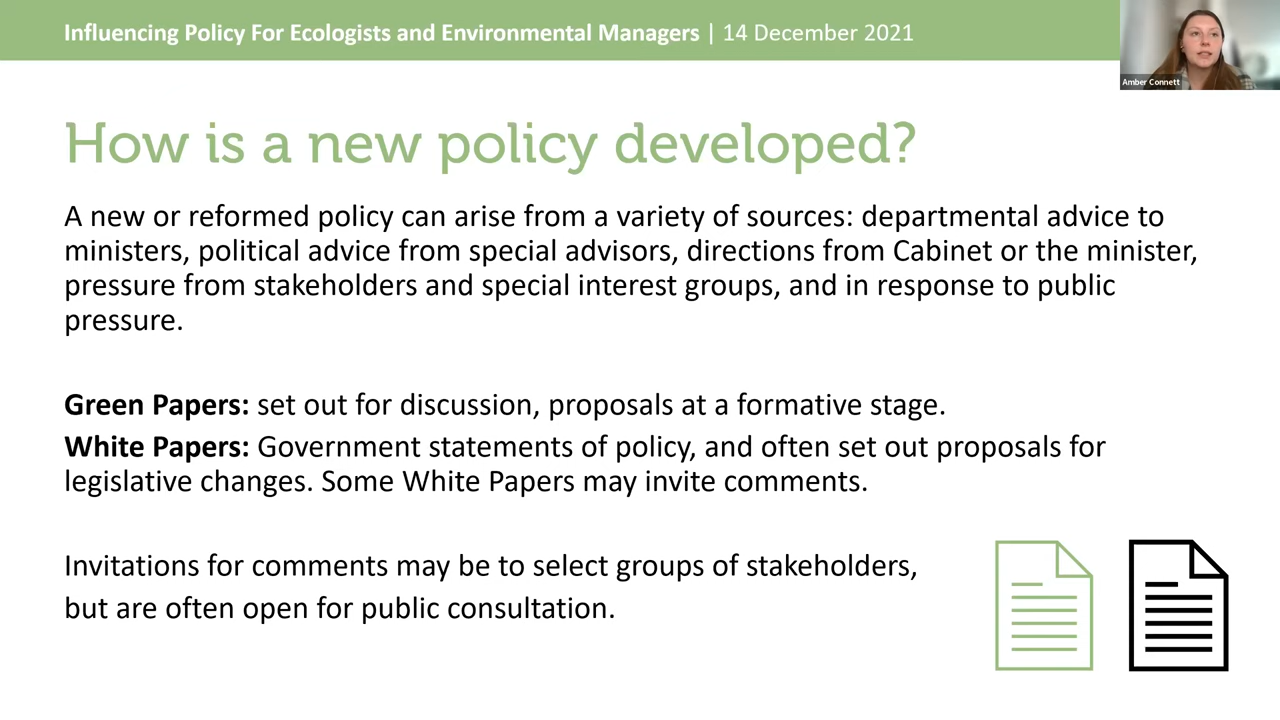 Influencing Policy For Ecologists and Environmental Managers | 14 December 2021
Amber Connett
How is a new policy developed?
A new or reformed policy can arise from a variety of sources: departmental advice to
ministers, political advice from special advisors, directions from Cabinet or the minister,
pressure from stakeholders and special interest groups, and in response to public
pressure.
Green Papers: set out for discussion, proposals at a formative stage.
White Papers: Government statements of policy, and often set out proposals for
legislative changes. Some White Papers may invite comments.
Invitations for comments may be to select groups of stakeholders,
but are often open for public consultation.